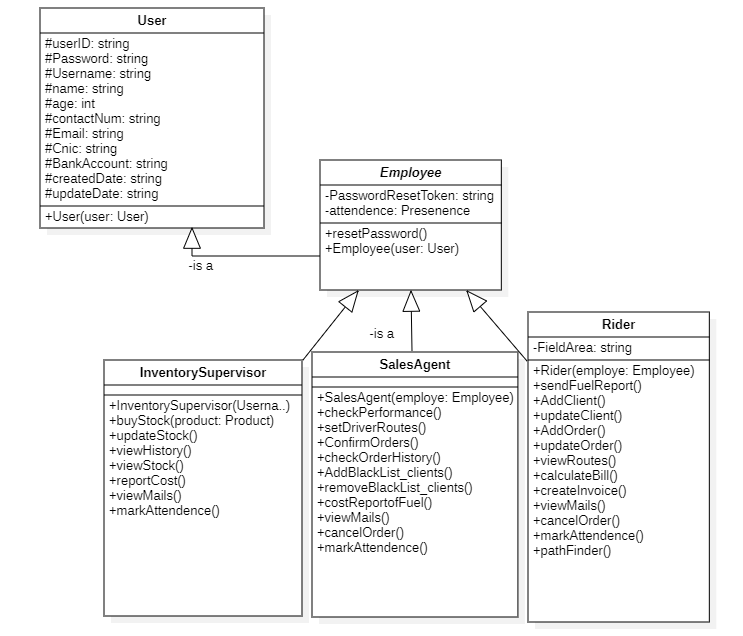 User
#userID: string
#Password: string
#Username: string
#name: string
#age: int
#contactNum: string
#Email: string
#Cnic: string
#BankAccount: string
#createdDate: string
#updateDate: string
+User(user: User)
-is a
Employee
-PasswordResetToken: string
-attendence: Presenence
+resetPassword()
+Employee(user: User)
-is a
InventorySupervisor
+InventorySupervisor(Userna..)
+buyStock(product: Product)
+updateStock()
+viewHistory()
+viewStock()
+reportCost()
+viewMails()
+markAttendence()
SalesAgent
+SalesAgent(employe: Employee)
+checkPerformance()
+setDriverRoutes()
+ConfirmOrders()
+checkOrderHistory()
+AddBlackList_clients()
+removeBlackList_clients()
+costReportofFuel()
+viewMails()
+cancelOrder()
+markAttendence()
Rider
-FieldArea: string
+Rider(employe: Employee)
+sendFuelReport()
+AddClient()
+updateClient()
+AddOrder()
+updateOrder()
+viewRoutes()
+calculateBill()
+createInvoice()
+viewMails()
+cancelOrder()
+markAttendence()
+pathFinder()